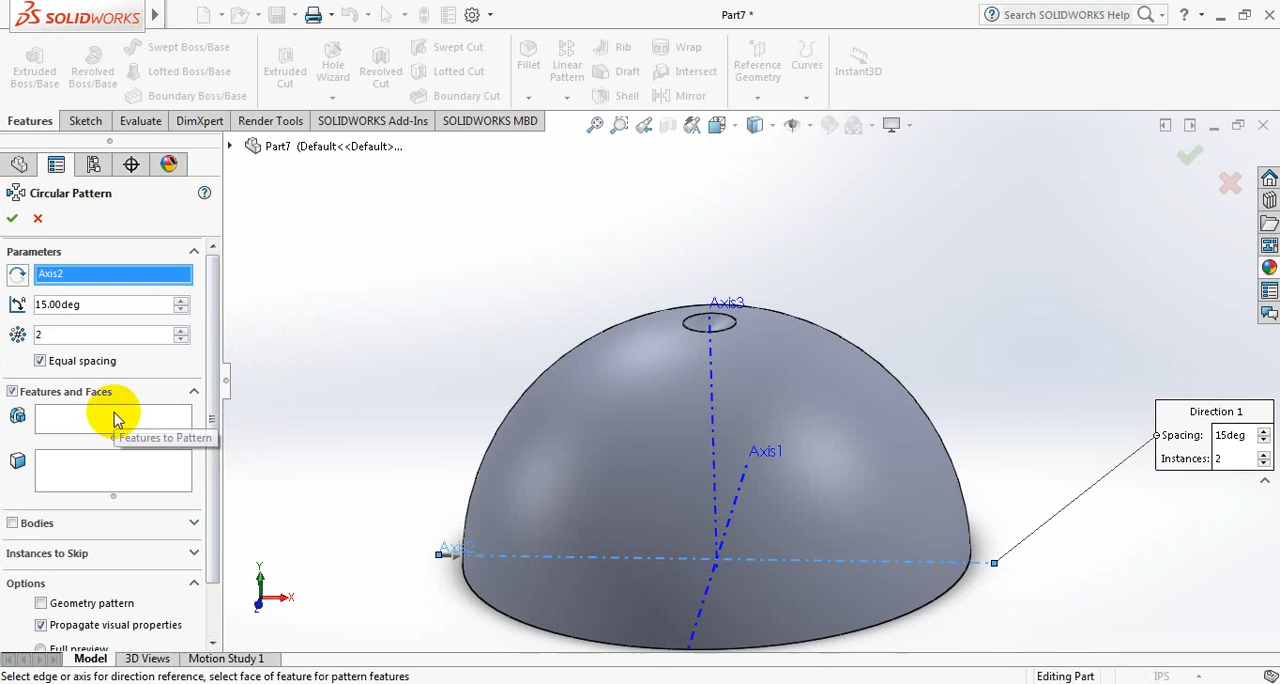 SOLIDWORKS
Part7 *
Search SOLIDWORKS Help
Extruded Boss/Base
Revolved Boss/Base
Swept Boss/Base
Lofted Boss/Base
Boundary Boss/Base
Extruded Cut
Hole Wizard
Revolved Cut
Swept Cut
Lofted Cut
Boundary Cut
Fillet
Linear Pattern
Rib
Draft
Shell
Wrap
Intersect
Mirror
Reference Geometry
Curves
Instant3D
Features
Sketch
Evaluate
DimXpert
Render Tools
SOLIDWORKS Add-Ins
SOLIDWORKS MBD
Part7 (Default<<Default>...
Circular Pattern
Parameters
Axis2
15.00deg
2
Equal spacing
Features and Faces
Features to Pattern
Bodies
Instances to Skip
Options
Geometry pattern
Propagate visual properties
Full preview
Axis3
Axis1
Axis2
Direction 1
Spacing: 15deg
Instances: 2
Y
X
Z
Model
3D Views
Motion Study 1
Select edge or axis for direction reference, select face of feature for pattern features
Editing Part
IPS